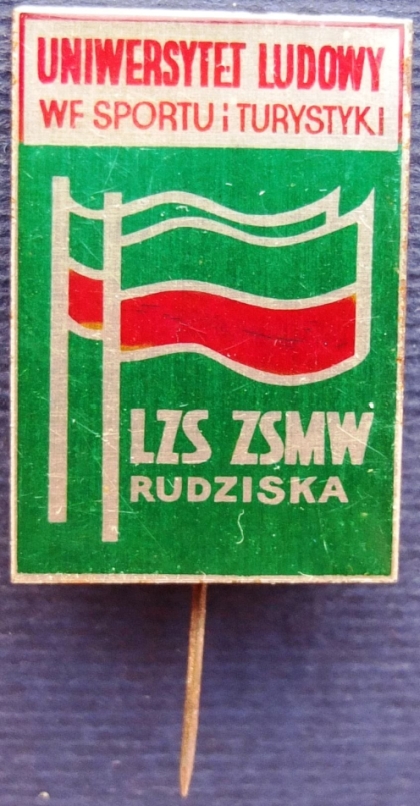 UNIWERSYTET LUDOWY
WF SPORTU i TURYSTYKI
LZS ZSMW
RUDZISKA